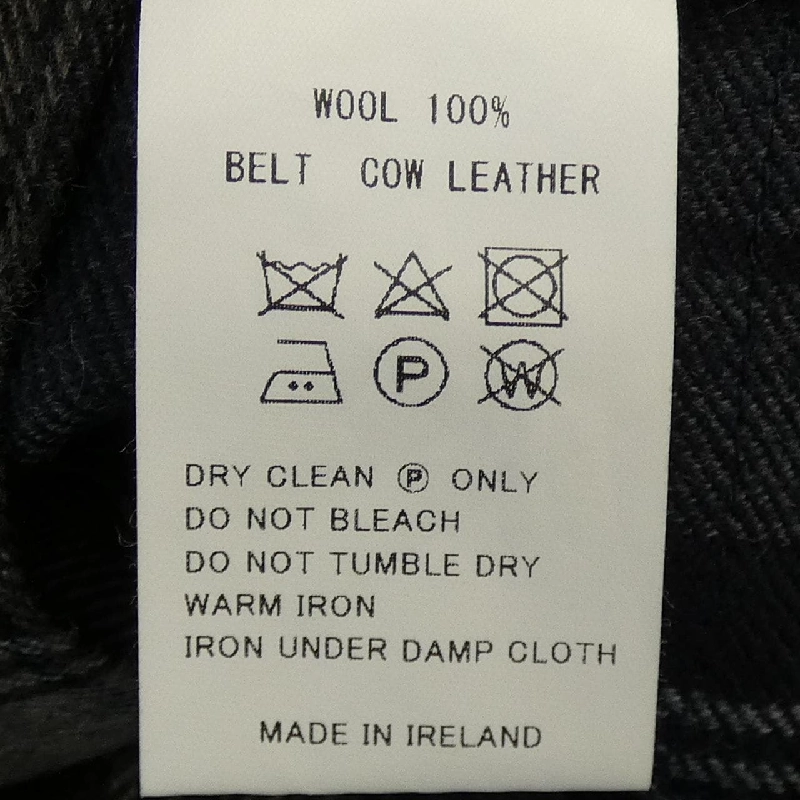 WOOL 100%
BELT COW LEATHER
P W
DRY CLEAN Ⓟ ONLY
DO NOT BLEACH
DO NOT TUMBLE DRY
WARM IRON
IRON UNDER DAMP CLOTH
MADE IN IRELAND